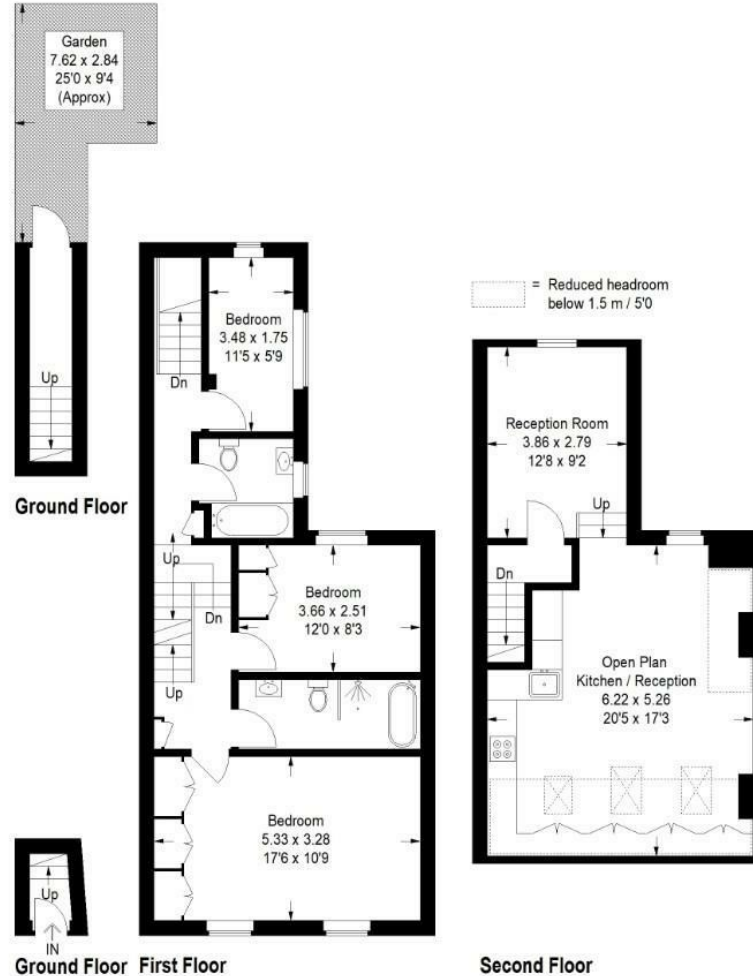 Garden
7.62 x 2.84
25'0 x 9'4
(Approx)
Up
Ground Floor
Up
IN
Ground Floor
Dn
Bedroom
3.48 x 1.75
11'5 x 5'9
Up
Dn
Up
Bedroom
3.66 x 2.51
12'0 x 8'3
Bedroom
5.33 x 3.28
17'6 x 10'9
First Floor
= Reduced headroom
below 1.5 m / 5'0
Reception Room
3.86 x 2.79
12'8 x 9'2
Up
Dn
Open Plan
Kitchen / Reception
6.22 x 5.26
20'5 x 17'3
Second Floor